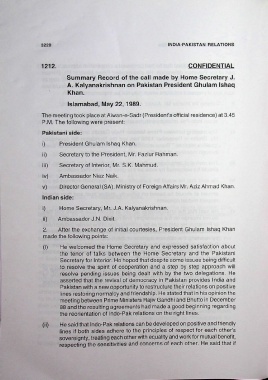 3228 INDIA-PAKISTAN RELATIONS
1212. CONFIDENTIAL
Summary Record of the call made by Home Secretary J.
A. Kalyanakrishnan on Pakistan President Ghulam Ishaq
Khan.
Islamabad, May 22, 1989.
The meeting took place at Aiwan-e-Sadr (President's official residence) at 3.45
P.M. The following were present:
Pakistani side:
i) President Ghulam Ishaq Khan.
ii) Secretary to the President, Mr. Fazlur Rahman.
iii) Secretary of Interior, Mr. S.K. Mahmud.
iv) Ambassador Niaz Naik.
v) Director General (SA), Ministry of Foreign Affairs Mr. Aziz Ahmad Khan.
Indian side:
i) Home Secretary, Mr. J.A. Kalyanakrishnan.
ii) Ambassador J.N. Dixit.
2. After the exchange of initial courtesies, President Ghulam Ishaq Khan
made the following points:
(i) He welcomed the Home Secretary and expressed satisfaction about
the tenor of talks between the Home Secretary and the Pakistani
Secretary for Interior. He hoped that despite some issues being difficult
to resolve the spirit of cooperation and a step by step approach will
resolve pending issues being dealt with by the two delegations. He
asserted that the revival of democracy in Pakistan provides India and
Pakistan with a new opportunity to restructure their relations on positive
lines restoring normalcy and friendship. He stated that in his opinion the
meeting between Prime Ministers Rajiv Gandhi and Bhutto in December
88 and the resulting agreements had made a good beginning regarding
the reorientation of Indo-Pak relations on the right lines.
(ii) He said that Indo-Pak relations can be developed on positive and friendly
lines if both sides adhere to the principles of respect for each other's
sovereignty, treating each other with equality and work for mutual benefit,
respecting the sensitivities and concerns of each other. He said that if